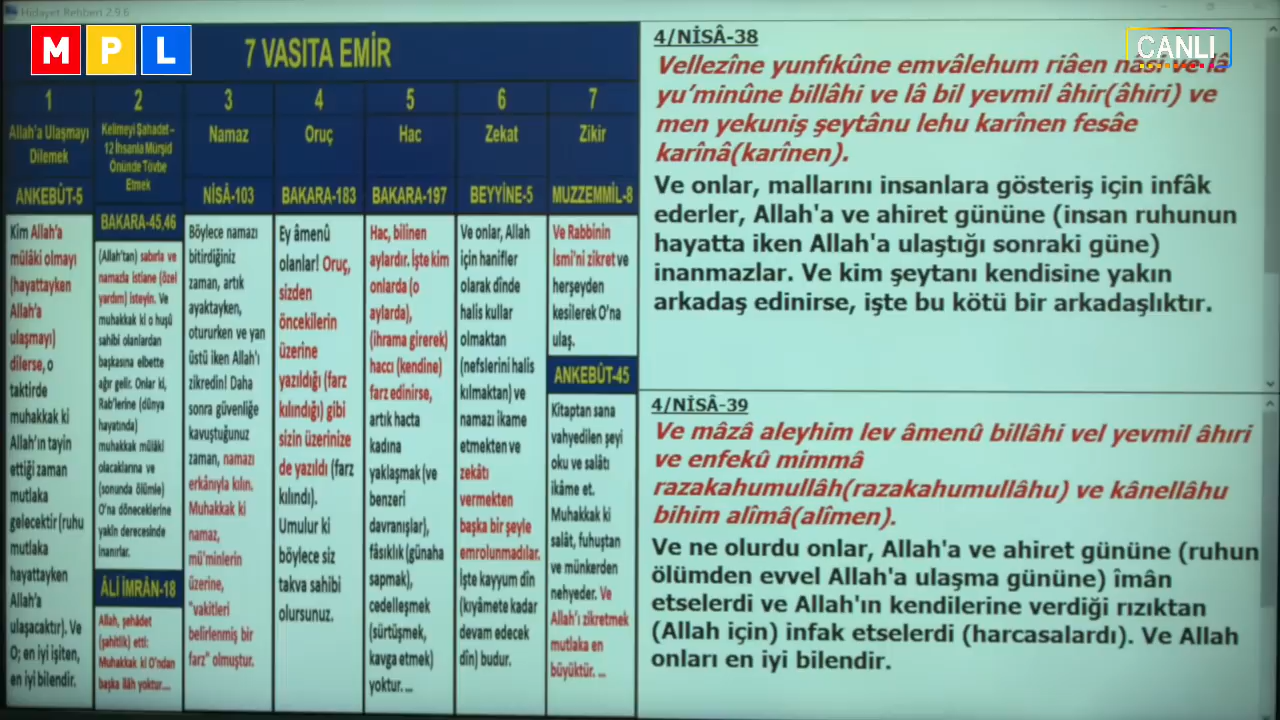 Hidayet Rehberi 2.9.6
MPL
CANLI
7 VASITA EMİR
1
Allah'a Ulaşmayı
Dilemek
ANKEBÛT-5
Kim Allah'a
mülâki olmayı
(hayattayken
Allah'a
ulaşmayı)
dilerse, o
taktirde
muhakkak ki
Allah'ın tayin
ettiği zaman
mutlaka
gelecektir (ruhu
mutlaka
hayattayken
Allah'a
ulaşacaktır). Ve
O; en iyi işiten,
en iyi bilendir.
2
Kelimeyi Şahadet –
12 İhsanla Mürşid
Önünde Tövbe
Etmek
BAKARA-45,46
(Allah'tan) sabırla ve
namazla istiane (özel
yardım) isteyin. Ve
muhakkak ki o huşû
sahibi olanlardan
başkasına elbette
ağır gelir. Onlar ki,
Rab'lerine (dünya
hayatında)
muhakkak mülâki
olacaklarına ve
(sonunda ölümle)
O'na döneceklerine
yakîn derecesinde
inanırlar.
ÂLİ İMRÂN-18
Allah, şehâdet
(şahitlik) etti:
Muhakkak ki O'ndan
başka ilâh yoktur....
3
Namaz
NİSÂ-103
Böylece namazı
bitirdiğiniz
zaman, artık
ayaktayken,
otururken ve yan
üstü iken Allah'ı
zikredin! Daha
sonra güvenliğe
kavuştuğunuz
zaman, namazı
erkânıyla kılın.
Muhakkak ki
namaz,
mü'minlerin
üzerine,
"vakitleri
belirlenmiş bir
farz" olmuştur.
4
Oruç
BAKARA-183
Ey âmenû
olanlar! Oruç,
sizden
öncekilerin
üzerine
yazıldığı (farz
kılındığı) gibi
sizin üzerinize
de yazıldı (farz
kılındı).
Umulur ki
böylece siz
takva sahibi
olursunuz.
5
Hac
BAKARA-197
Hac, bilinen
aylardır. İşte kim
onlarda (o
aylarda),
(ihrama girerek)
haccı (kendine)
farz edinirse,
artık hacta
kadına
yaklaşmak (ve
benzeri
davranışlar),
fâsıklık (günaha
sapmak),
cedelleşmek
(sürtüşmek,
kavga etmek)
yoktur. ...
6
Zekat
BEYYİNE-5
Ve onlar, Allah
için hanifler
olarak dînde
halis kullar
olmaktan
(nefslerini halis
kılmaktan) ve
namazı ikame
etmekten ve
zekâtı
vermekten
başka bir şeyle
emrolunmadılar.
İşte kayyum dîn
(kıyâmete kadar
devam edecek
dîn) budur.
7
Zikir
MUZZEMMİL-8
Ve Rabbinin
İsmi'ni zikret ve
herşeyden
kesilerek O'na
ulaş.
ANKEBÛT-45
Kitaptan sana
vahyedilen şeyi
oku ve salâtı
ikâme et.
Muhakkak ki
salât, fuhuştan
ve münkerden
nehyeder. Ve
Allah'ı zikretmek
mutlaka en
büyüktür. ...
4/NİSÂ-38
Vellezîne yunfıkûne emvâlehum riâen nâsi ve lâ
yu'minûne billâhi ve lâ bil yevmil âhir(âhiri) ve
men yekuniş şeytânu lehu karînen fesâe
karînâ(karînen).
Ve onlar, mallarını insanlara gösteriş için infâk
ederler, Allah'a ve ahiret gününe (insan ruhunun
hayatta iken Allah'a ulaştığı sonraki güne)
inanmazlar. Ve kim şeytanı kendisine yakın
arkadaş edinirse, işte bu kötü bir arkadaşlıktır.
4/NİSÂ-39
Ve mâzâ aleyhim lev âmenû billâhi vel yevmil âhıri
ve enfekû mimmâ
razakahumullâh(razakahumullâhu) ve kânellâhu
bihim alîmâ(alîmen).
Ve ne olurdu onlar, Allah'a ve ahiret gününe (ruhun
ölümden evvel Allah'a ulaşma gününe) îmân
etselerdi ve Allah'ın kendilerine verdiği rızıktan
(Allah için) infak etselerdi (harcasalardı). Ve Allah
onları en iyi bilendir.